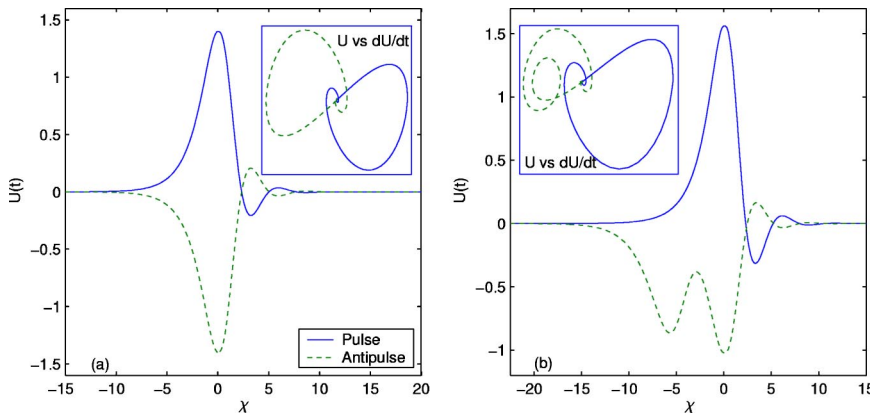 1.5
1
0.5
0
−0.5
−1
−1.5
U(t)
U vs dU/dt
(a)
Pulse
Antipulse
−15 −10 −5 0 5 10 15 20
χ
1.5
1
0.5
0
−0.5
−1
U(t)
U vs dU/dt
(b)
−20 −15 −10 −5 0 5 10 15
χ